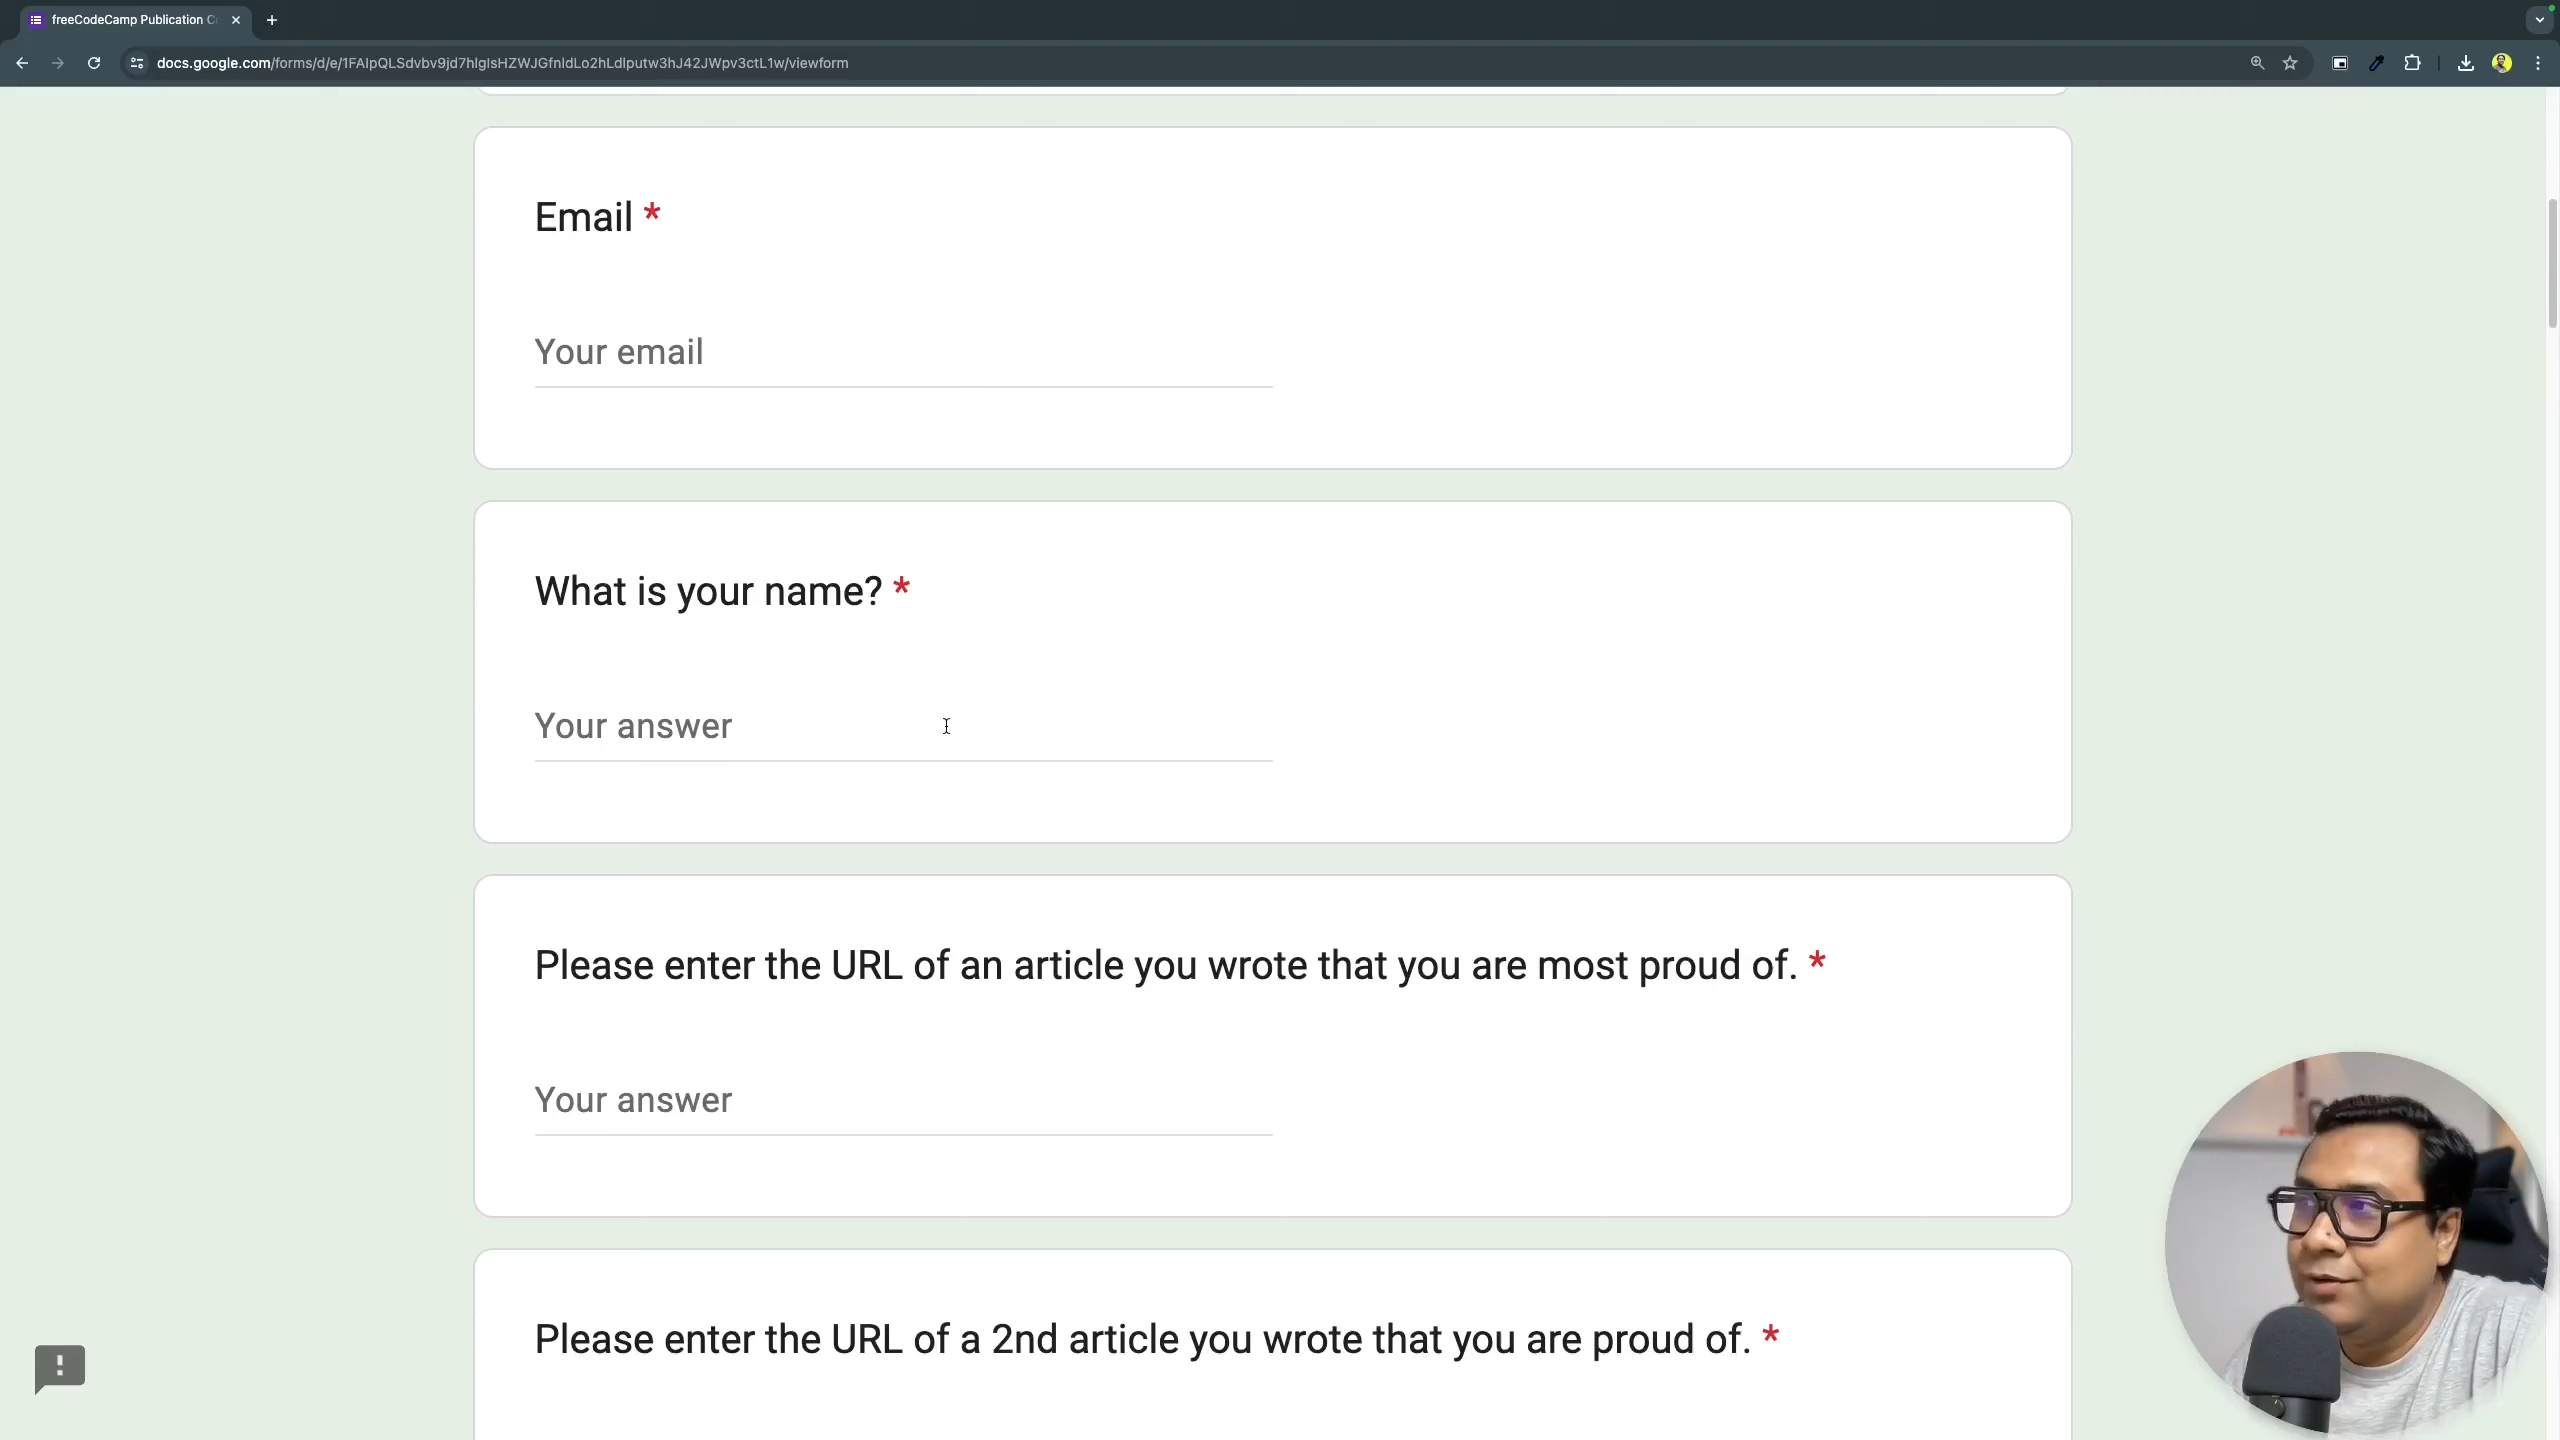 freeCodeCamp Publication C
docs.google.com/forms/d/e/1FAIpQLSdvbv9jd7hlglsHZWJGfnldLo2hLdlputw3hJ42JWpv3ctL1w/viewform
Email *
Your email
What is your name? *
Your answer
Please enter the URL of an article you wrote that you are most proud of. *
Your answer
Please enter the URL of a 2nd article you wrote that you are proud of. *